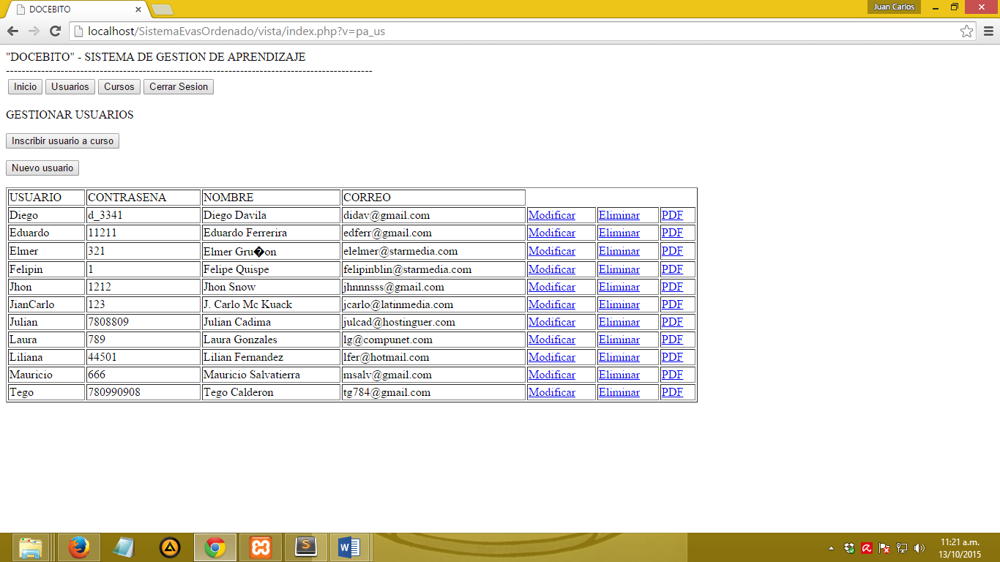 DOCEBITO
Juan Carlos
localhost/SistemaEvasOrdenado/vista/index.php?v=pa_us
"DOCEBITO" - SISTEMA DE GESTION DE APRENDIZAJE
----------------------------------------------------------------------------------------------------
Inicio Usuarios Cursos Cerrar Sesion
GESTIONAR USUARIOS
Inscribir usuario a curso
Nuevo usuario
USUARIO CONTRASENA NOMBRE CORREO
Diego d_3341 Diego Davila didav@gmail.com Modificar Eliminar PDF
Eduardo 11211 Eduardo Ferrerira edferr@gmail.com Modificar Eliminar PDF
Elmer 321 Elmer Gru�on elelmer@starmedia.com Modificar Eliminar PDF
Felipin 1 Felipe Quispe felipinblin@starmedia.com Modificar Eliminar PDF
Jhon 1212 Jhon Snow jhnnnsss@gmail.com Modificar Eliminar PDF
JianCarlo 123 J. Carlo Mc Kuack jcarlo@latinmedia.com Modificar Eliminar PDF
Julian 7808809 Julian Cadima julcad@hostinguer.com Modificar Eliminar PDF
Laura 789 Laura Gonzales lg@compunet.com Modificar Eliminar PDF
Liliana 44501 Lilian Fernandez lfer@hotmail.com Modificar Eliminar PDF
Mauricio 666 Mauricio Salvatierra msalv@gmail.com Modificar Eliminar PDF
Tego 780990908 Tego Calderon tg784@gmail.com Modificar Eliminar PDF
11:21 a.m.
13/10/2015